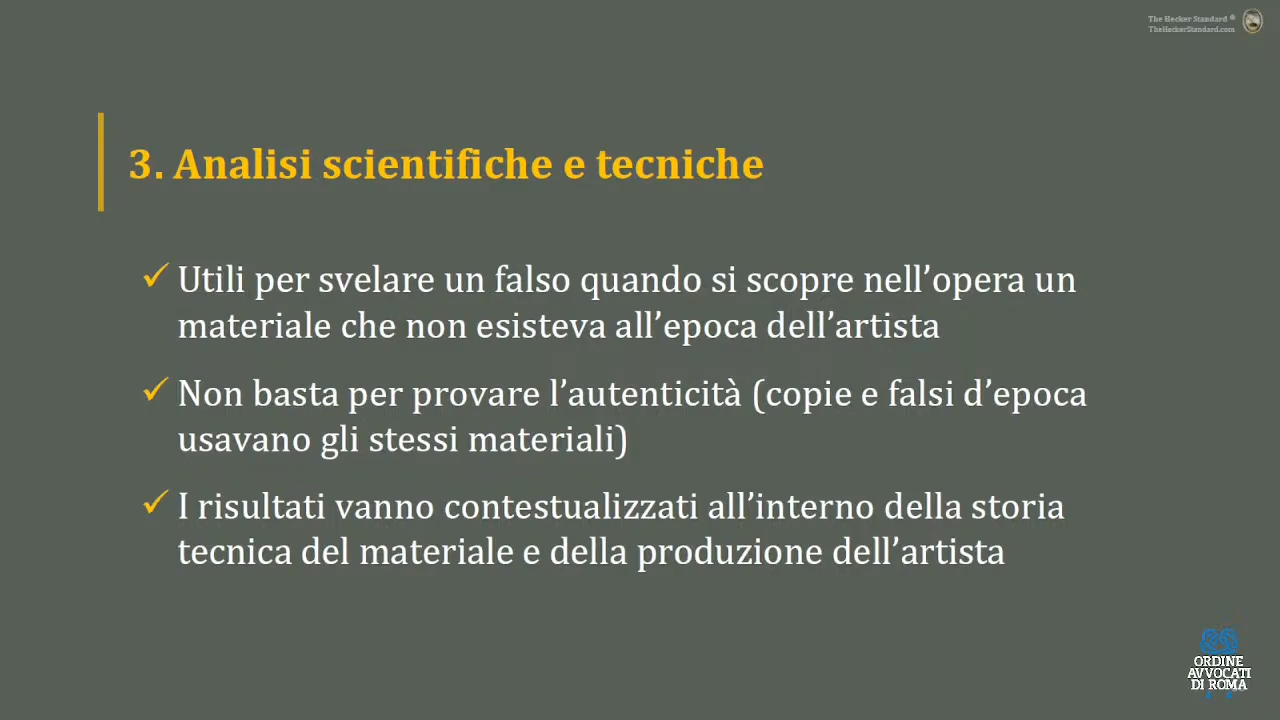 The Hecker Standard ®
TheHeckerStandard.com
3. Analisi scientifiche e tecniche
✓ Utili per svelare un falso quando si scopre nell’opera un
materiale che non esisteva all’epoca dell’artista
✓ Non basta per provare l’autenticità (copie e falsi d’epoca
usavano gli stessi materiali)
✓ I risultati vanno contestualizzati all’interno della storia
tecnica del materiale e della produzione dell’artista
ORDINE
AVVOCATI
DI ROMA